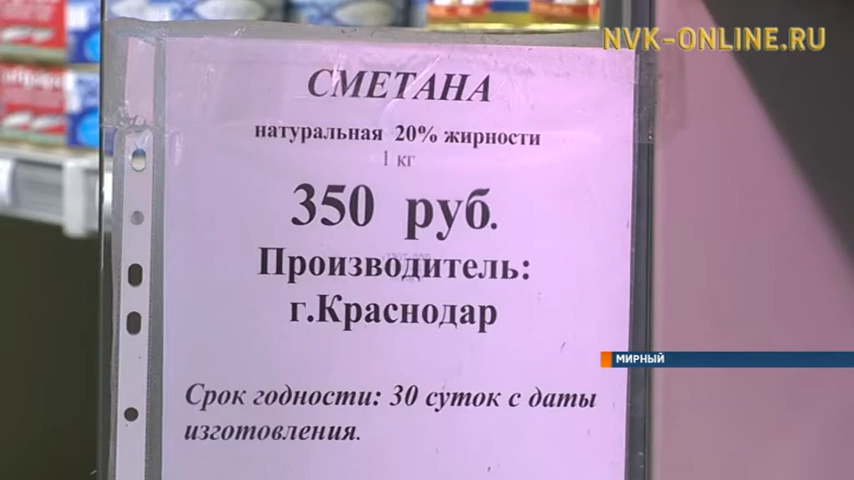 NVK-ONLINE.RU
СМЕТАНА
натуральная 20% жирности
1 кг
350 руб.
Производитель:
г.Краснодар
МИРНЫЙ
Срок годности: 30 суток с даты
изготовления.